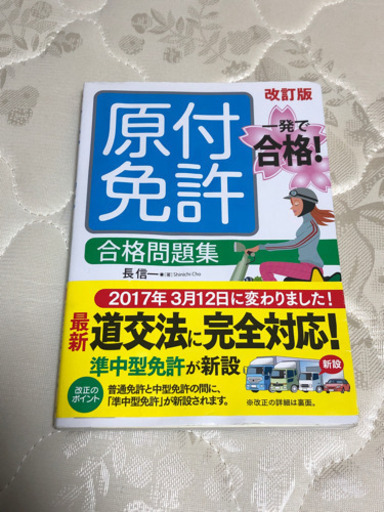 改訂版
一発で
合格!
原付
免許
合格問題集
長 信一 著(著) Shinichi Cho
2017年3月12日に変わりました!
最新 道交法に完全対応!
準中型免許が新設
新設
改正の
ポイント
普通免許と中型免許の間に、
「準中型免許」が新設されます。
※改正の詳細は裏面。